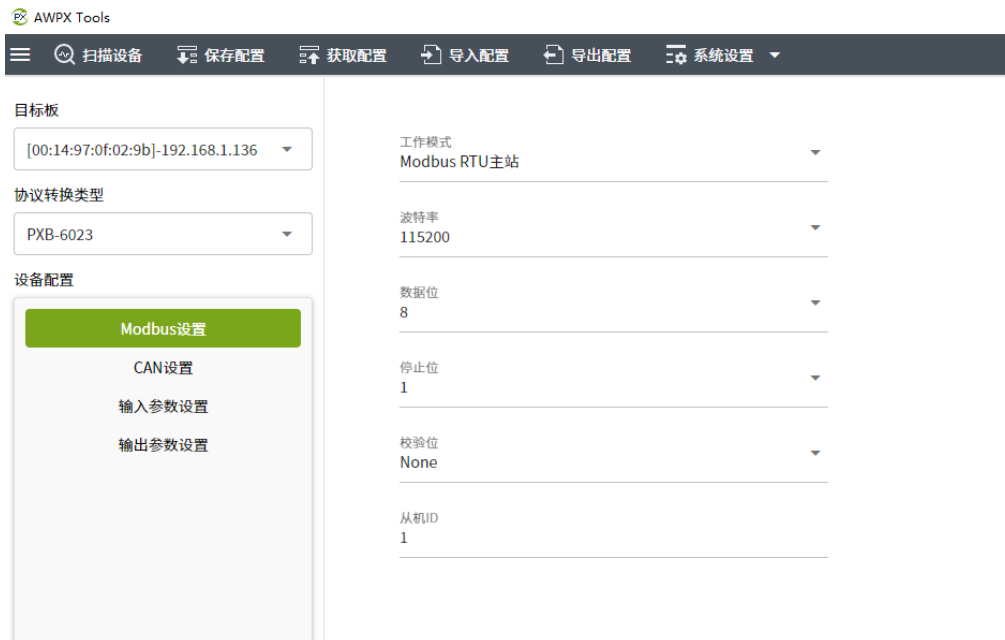 AWPX Tools
扫描设备 保存配置 获取配置 导入配置 导出配置 系统设置
目标板
[00:14:97:0f:02:9b]-192.168.1.136
协议转换类型
PXB-6023
设备配置
Modbus设置
CAN设置
输入参数设置
输出参数设置
工作模式
Modbus RTU主站
波特率
115200
数据位
8
停止位
1
校验位
None
从机ID
1